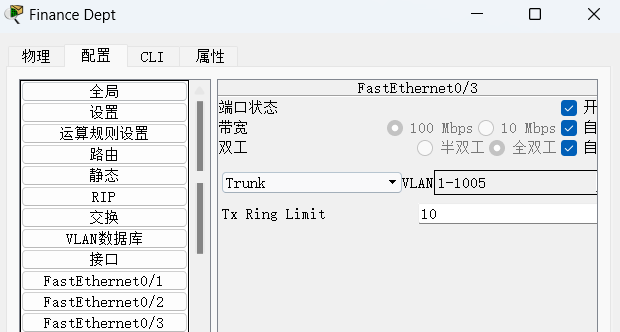 Finance Dept
物理 配置 CLI 属性
全局
设置
运算规则设置
路由
静态
RIP
交换
VLAN数据库
接口
FastEthernet0/1
FastEthernet0/2
FastEthernet0/3
FastEthernet0/3
端口状态 开
带宽 100 Mbps 10 Mbps 自
双工 半双工 全双工 自
Trunk VLAN 1-1005
Tx Ring Limit 10